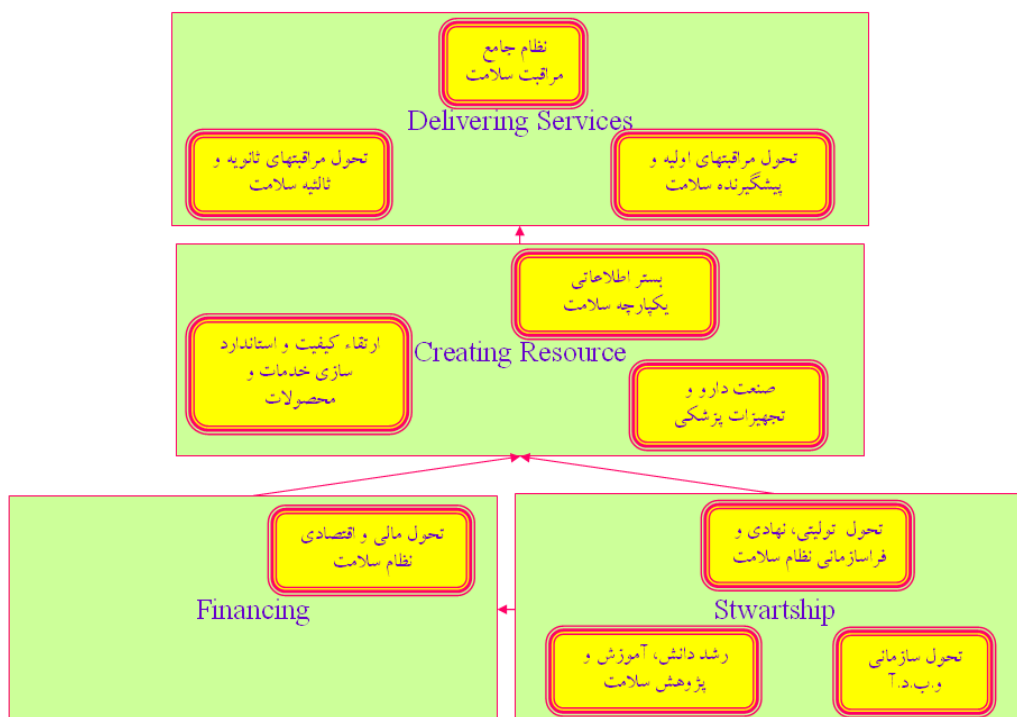 نظام جامع
مراقبت سلامت
Delivering Services
تحول مراقبتهای اولیه و
پیشگیرنده سلامت
تحول مراقبتهای ثانویه و
ثالثیه سلامت
بستر اطلاعاتی
یکپارچه سلامت
Creating Resource
ارتقاء کیفیت و استاندارد
سازی خدمات و
محصولات
صنعت دارو و
تجهیزات پزشکی
تحول تولیتی، نهادی و
فراسازمانی نظام سلامت
Stwartship
رشد دانش، آموزش و
پژوهش سلامت
تحول سازمانی
و.ب.د.آ
تحول مالی و اقتصادی
نظام سلامت
Financing